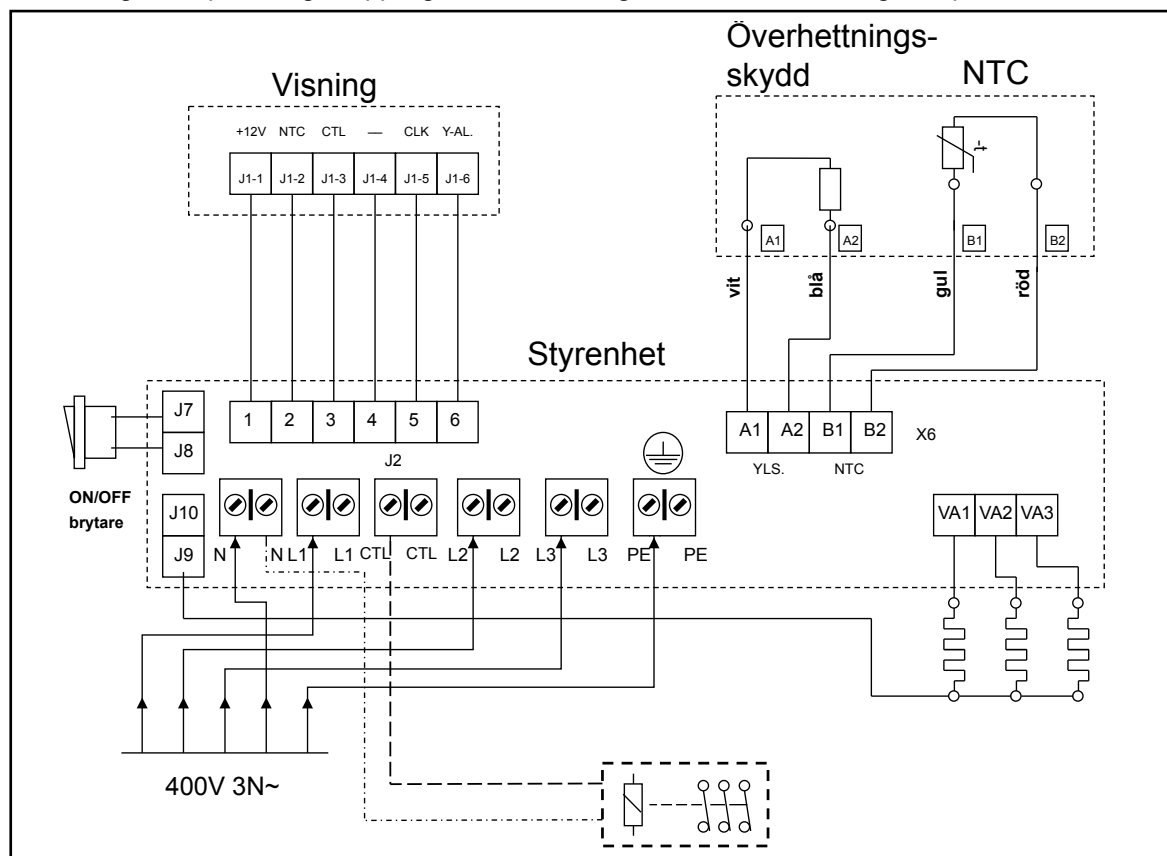 Överhettnings-
skydd NTC
Visning
+12V NTC CTL — CLK Y-AL.
J1-1 J1-2 J1-3 J1-4 J1-5 J1-6
-t
A1 A2 B1 B2
vit blå gul röd
Styrenhet
J7
J8
1 2 3 4 5 6
J2
A1 A2 B1 B2 X6
YLS. NTC
ON/OFF
brytare
J10
J9
N N L1 L1 CTL CTL L2 L2 L3 L3 PE PE
VA1 VA2 VA3
400V 3N~